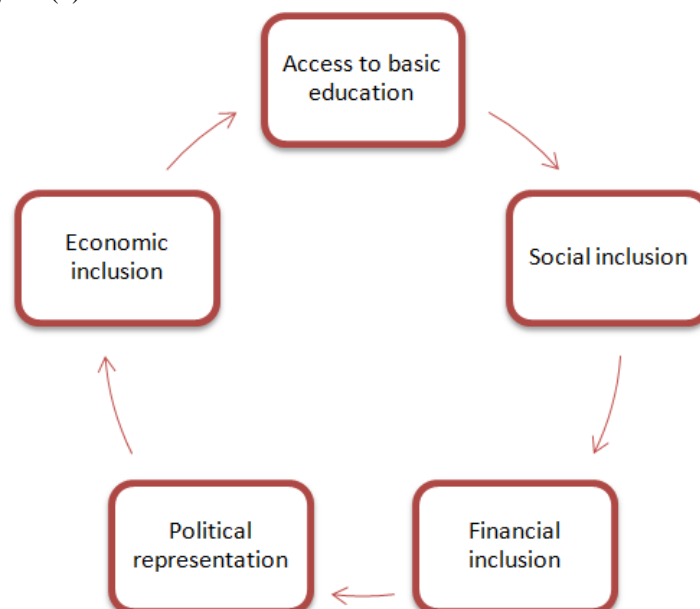 Access to basic
education
Social inclusion
Financial
inclusion
Political
representation
Economic
inclusion